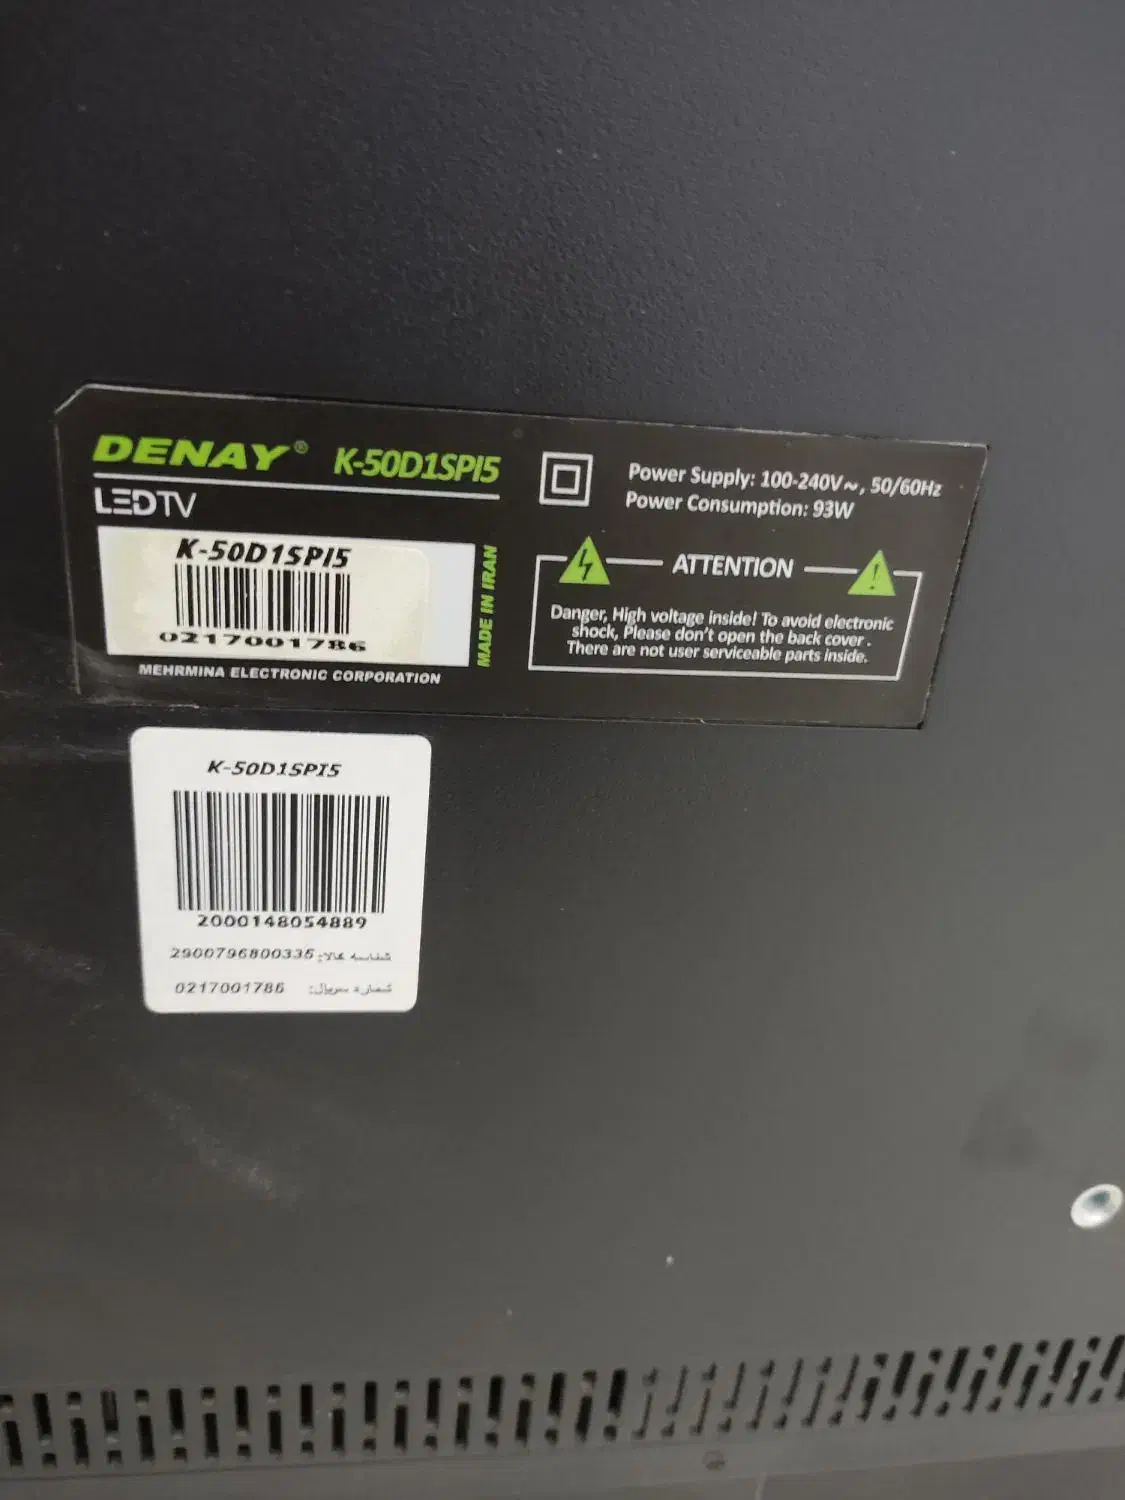 DENAY® K-50D1SPI5
LED TV
K-50D1SPI5
0217001786
MADE IN IRAN
MEHRMINA ELECTRONIC CORPORATION
Power Supply: 100-240V~, 50/60Hz
Power Consumption: 93W
ATTENTION
Danger, High voltage inside! To avoid electronic
shock, Please don't open the back cover .
There are not user serviceable parts inside.
K-50D1SPI5
2000148054889
شناسه کالا: 2900796800335
شماره سریال: 0217001786